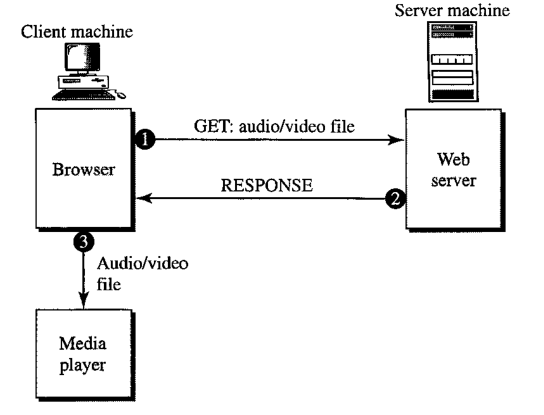 Server machine
Client machine
1
GET: audio/video file
Browser
Web
server
RESPONSE
2
3
Audio/video
file
Media
player